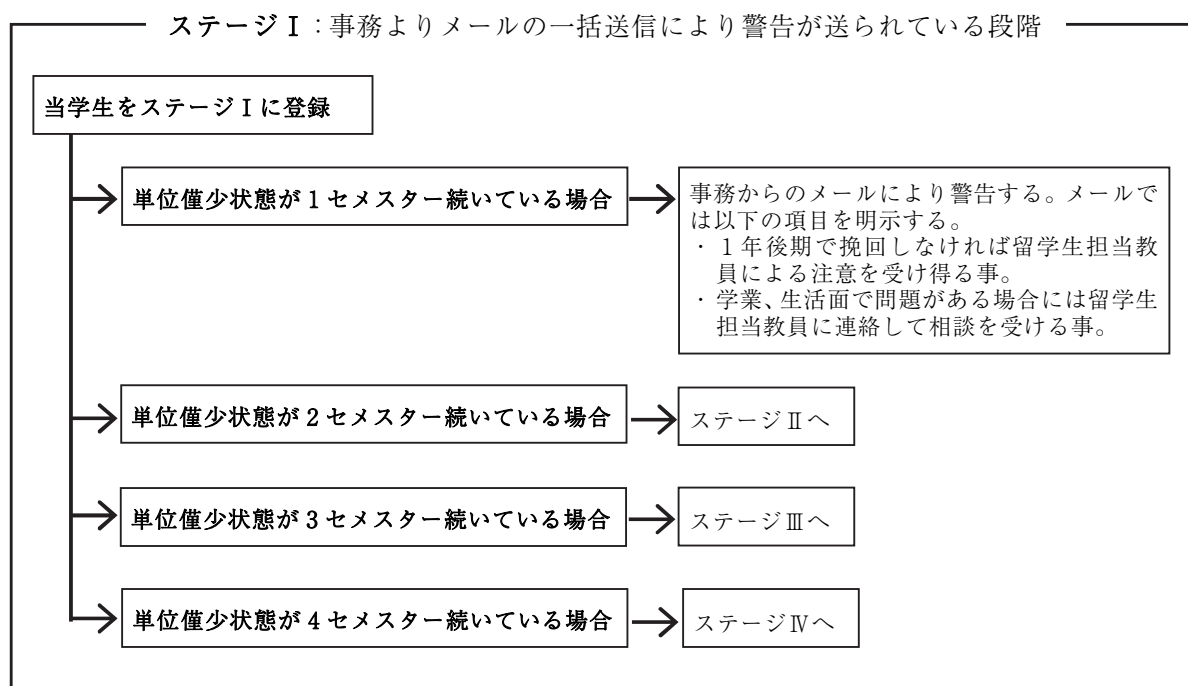 ステージⅠ：事務よりメールの一括送信により警告が送られている段階
当学生をステージⅠに登録
単位僅少状態が１セメスター続いている場合
事務からのメールにより警告する。メールで
は以下の項目を明示する。
・１年後期で挽回しなければ留学生担当教
員による注意を受け得る事。
・学業、生活面で問題がある場合には留学生
担当教員に連絡して相談を受ける事。
単位僅少状態が２セメスター続いている場合
ステージⅡへ
単位僅少状態が３セメスター続いている場合
ステージⅢへ
単位僅少状態が４セメスター続いている場合
ステージⅣへ